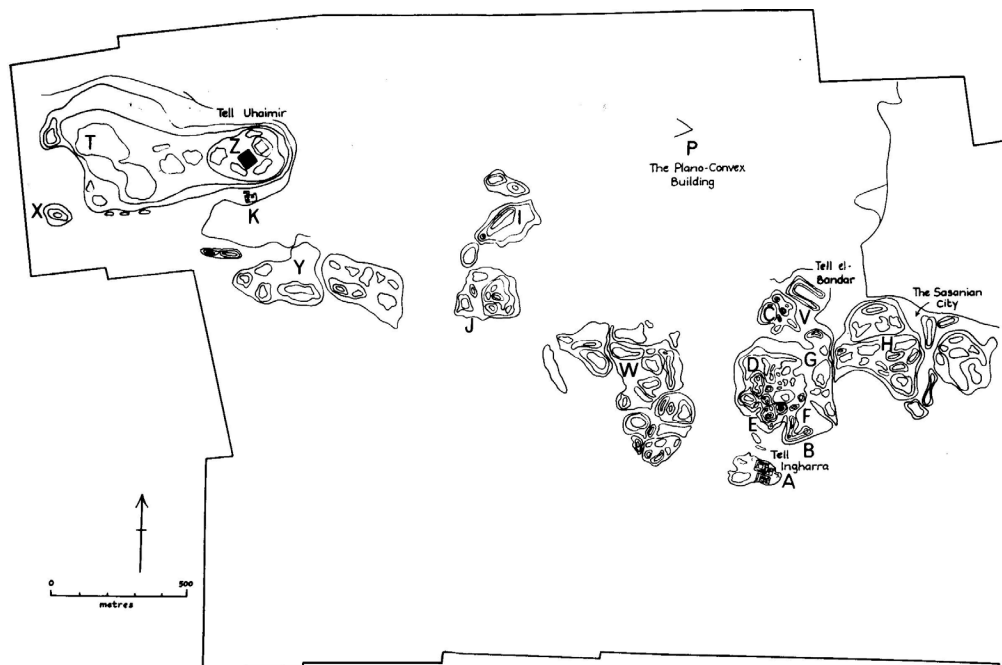 Tell Uhaimir
T
Z
P
The Plano-Convex
Building
X
K
I
Y
Tell el-
Bandar
C
V
The Sasanian
City
J
H
G
W
D
F
E
B
Tell
Ingharra
A
0 500
metres